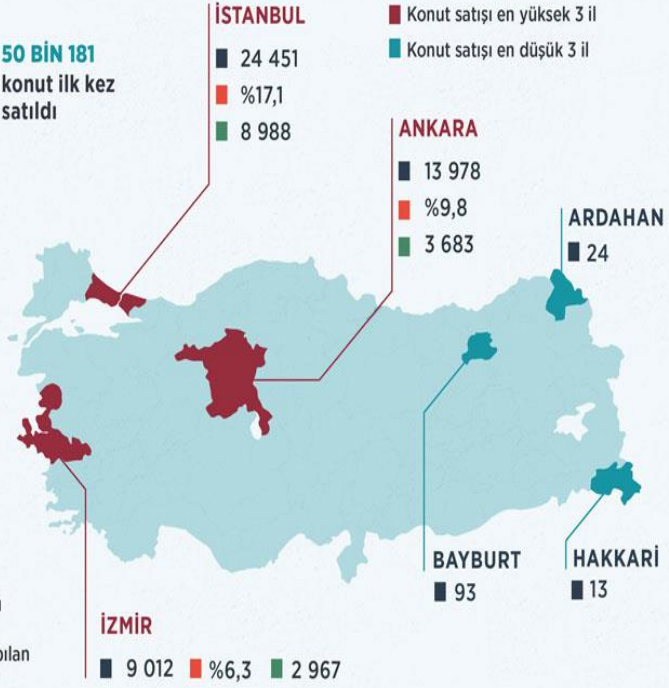 İSTANBUL
24 451
%17,1
8 988
Konut satışı en yüksek 3 il
Konut satışı en düşük 3 il
50 BİN 181
konut ilk kez
satıldı
ANKARA
13 978
%9,8
3 683
ARDAHAN
24
BAYBURT
93
HAKKARİ
13
İZMİR
9 012 %6,3 2 967